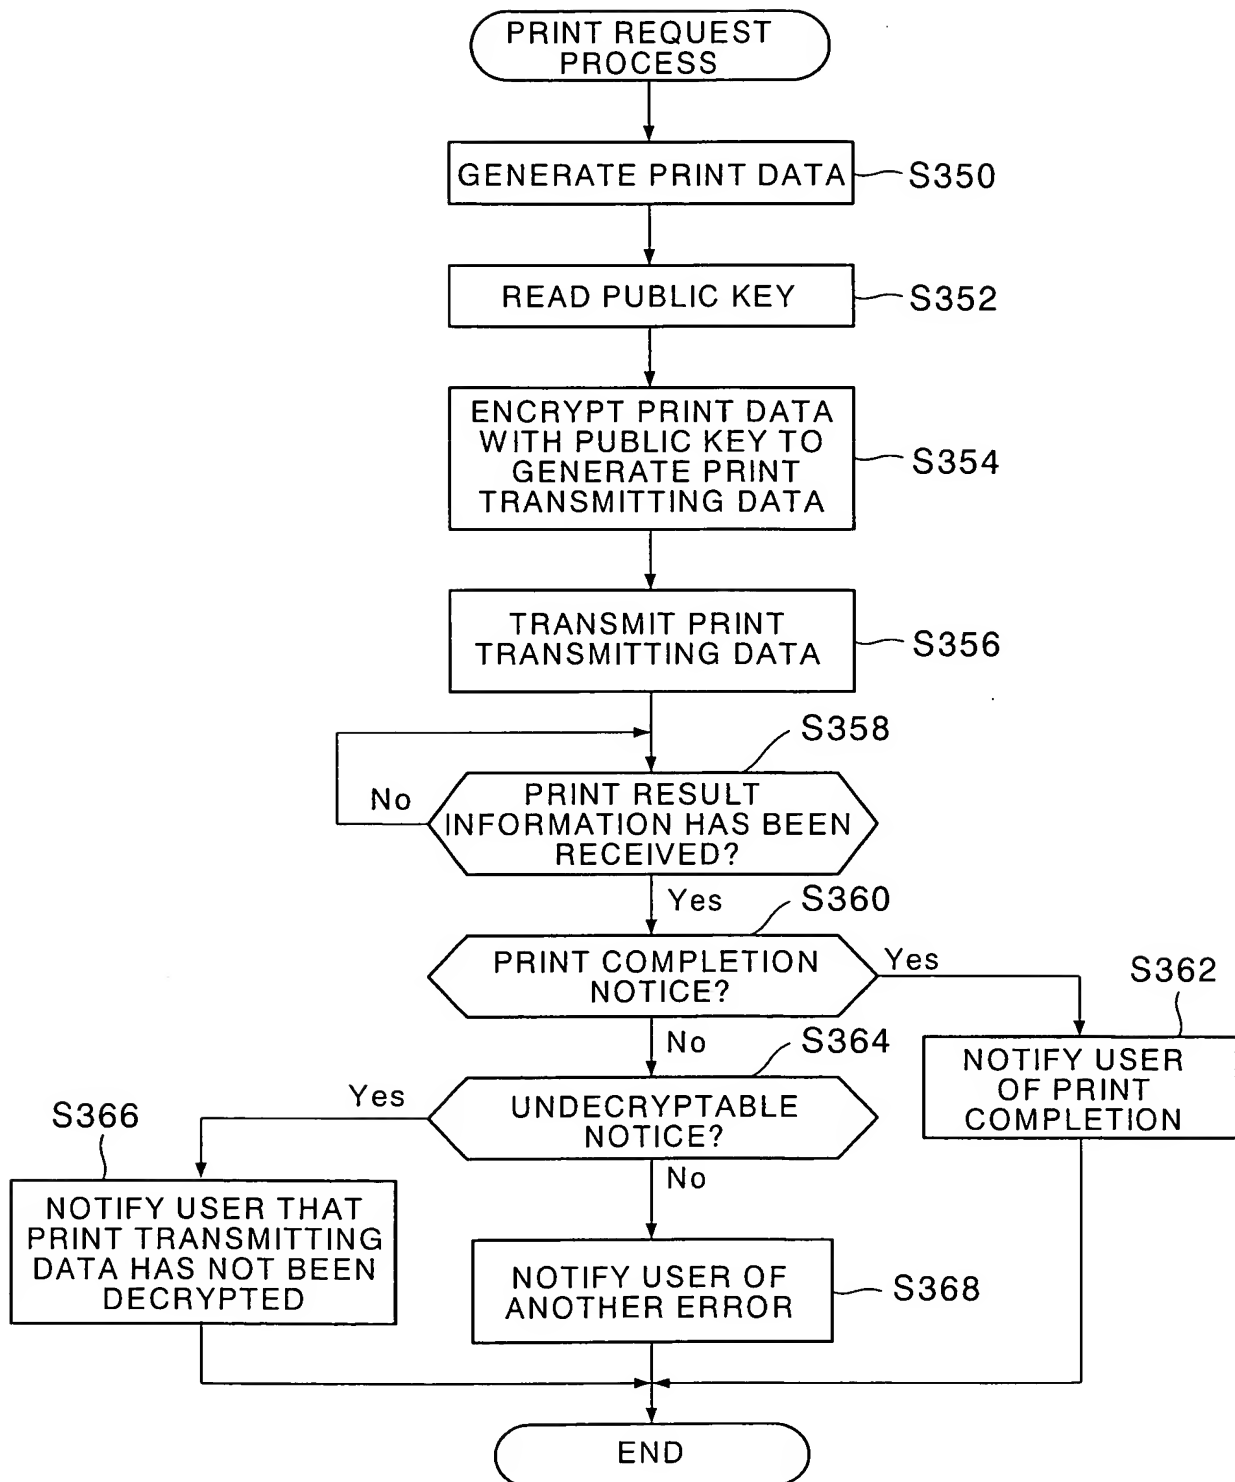 PRINT REQUEST
PROCESS
GENERATE PRINT DATA
S350
READ PUBLIC KEY
S352
ENCRYPT PRINT DATA
WITH PUBLIC KEY TO
GENERATE PRINT
TRANSMITTING DATA
S354
TRANSMIT PRINT
TRANSMITTING DATA
S356
S358
No
PRINT RESULT
INFORMATION HAS BEEN
RECEIVED?
Yes
S360
PRINT COMPLETION
NOTICE?
Yes
S362
No
S364
NOTIFY USER
OF PRINT
COMPLETION
Yes
UNDECRYPTABLE
NOTICE?
S366
No
NOTIFY USER THAT
PRINT TRANSMITTING
DATA HAS NOT BEEN
DECRYPTED
NOTIFY USER OF
ANOTHER ERROR
S368
END